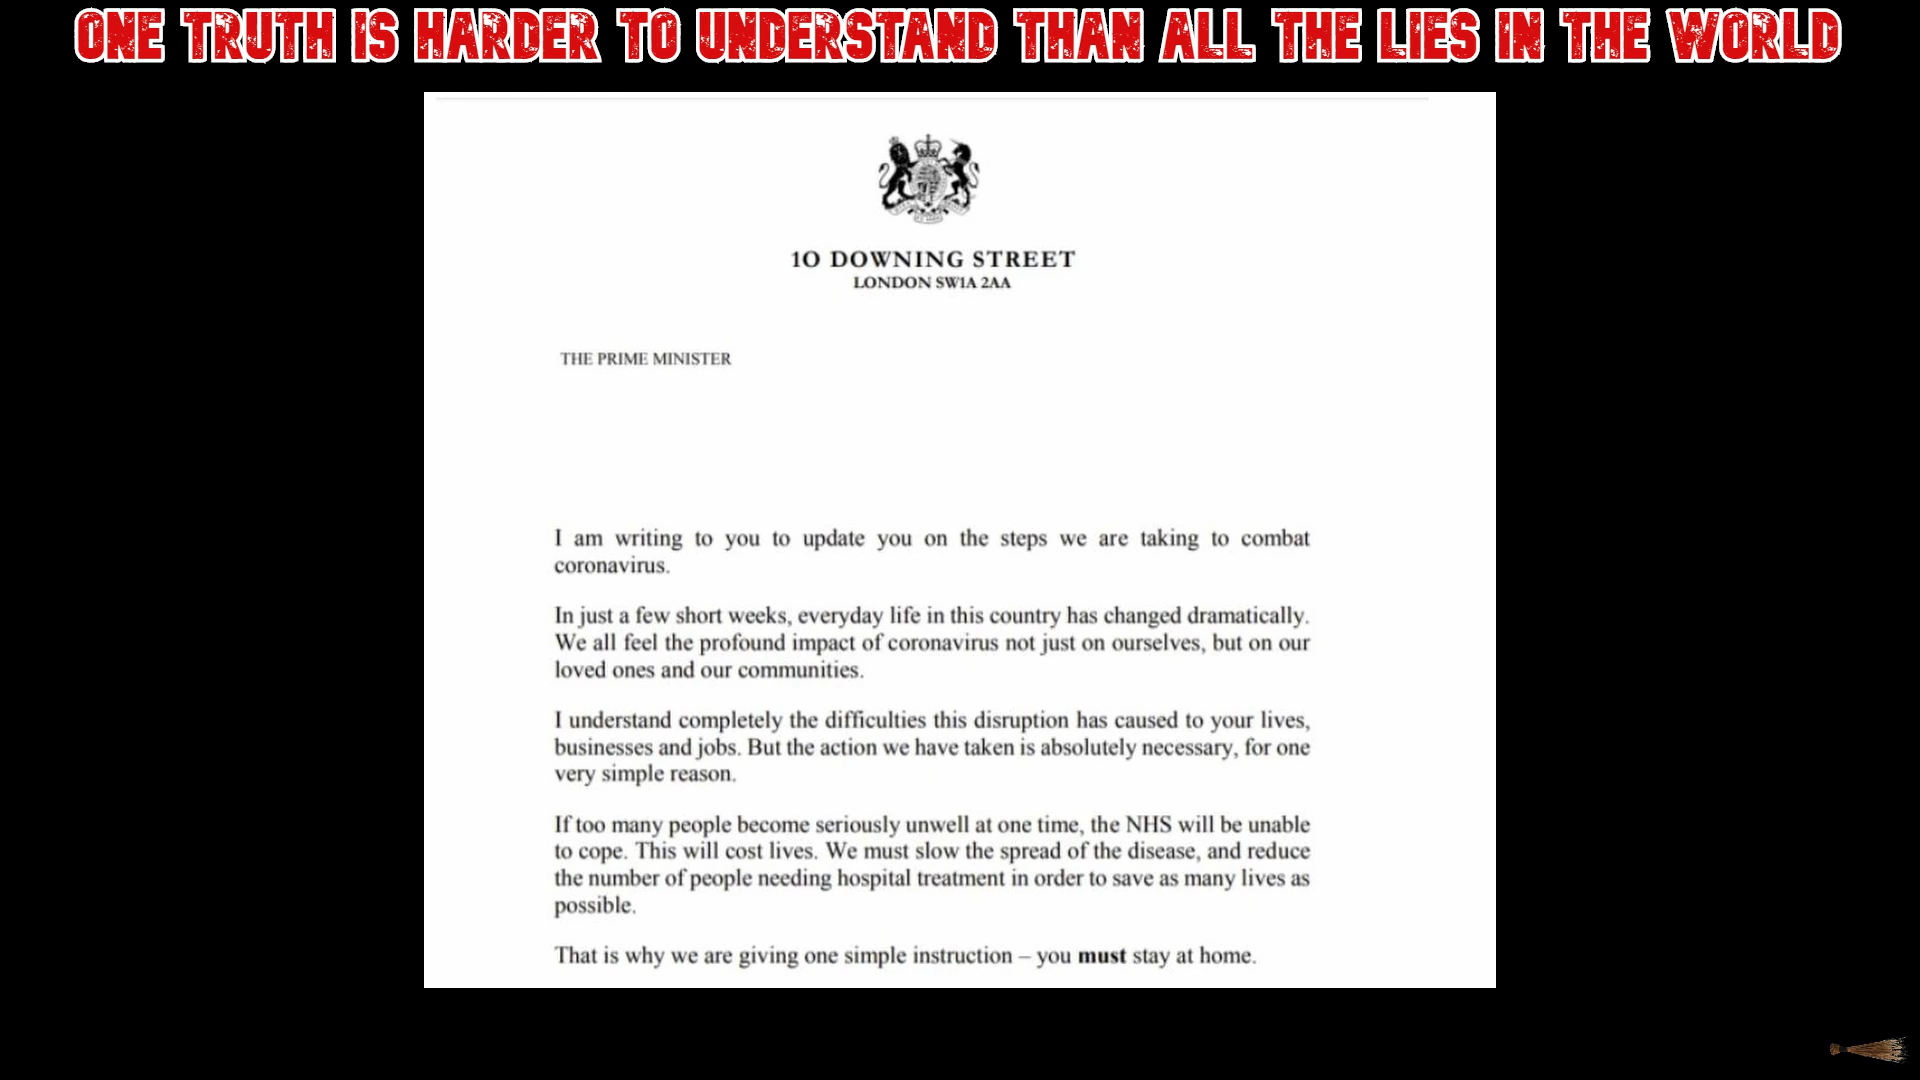 ONE TRUTH IS HARDER TO UNDERSTAND THAN ALL THE LIES IN THE WORLD
10 DOWNING STREET
LONDON SW1A 2AA
THE PRIME MINISTER
I am writing to you to update you on the steps we are taking to combat
coronavirus.
In just a few short weeks, everyday life in this country has changed dramatically.
We all feel the profound impact of coronavirus not just on ourselves, but on our
loved ones and our communities.
I understand completely the difficulties this disruption has caused to your lives,
businesses and jobs. But the action we have taken is absolutely necessary, for one
very simple reason.
If too many people become seriously unwell at one time, the NHS will be unable
to cope. This will cost lives. We must slow the spread of the disease, and reduce
the number of people needing hospital treatment in order to save as many lives as
possible.
That is why we are giving one simple instruction – you must stay at home.